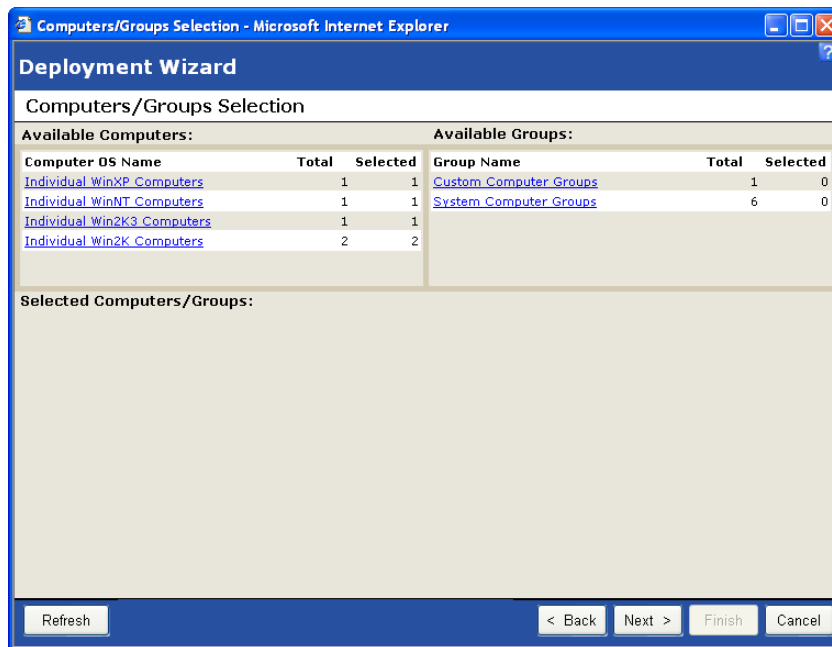 Computers/Groups Selection - Microsoft Internet Explorer
?
Deployment Wizard
Computers/Groups Selection
Available Computers:
Computer OS Name Total Selected
Individual WinXP Computers 1 1
Individual WinNT Computers 1 1
Individual Win2K3 Computers 1 1
Individual Win2K Computers 2 2
Available Groups:
Group Name Total Selected
Custom Computer Groups 1 0
System Computer Groups 6 0
Selected Computers/Groups:
Refresh
< Back
Next >
Finish
Cancel